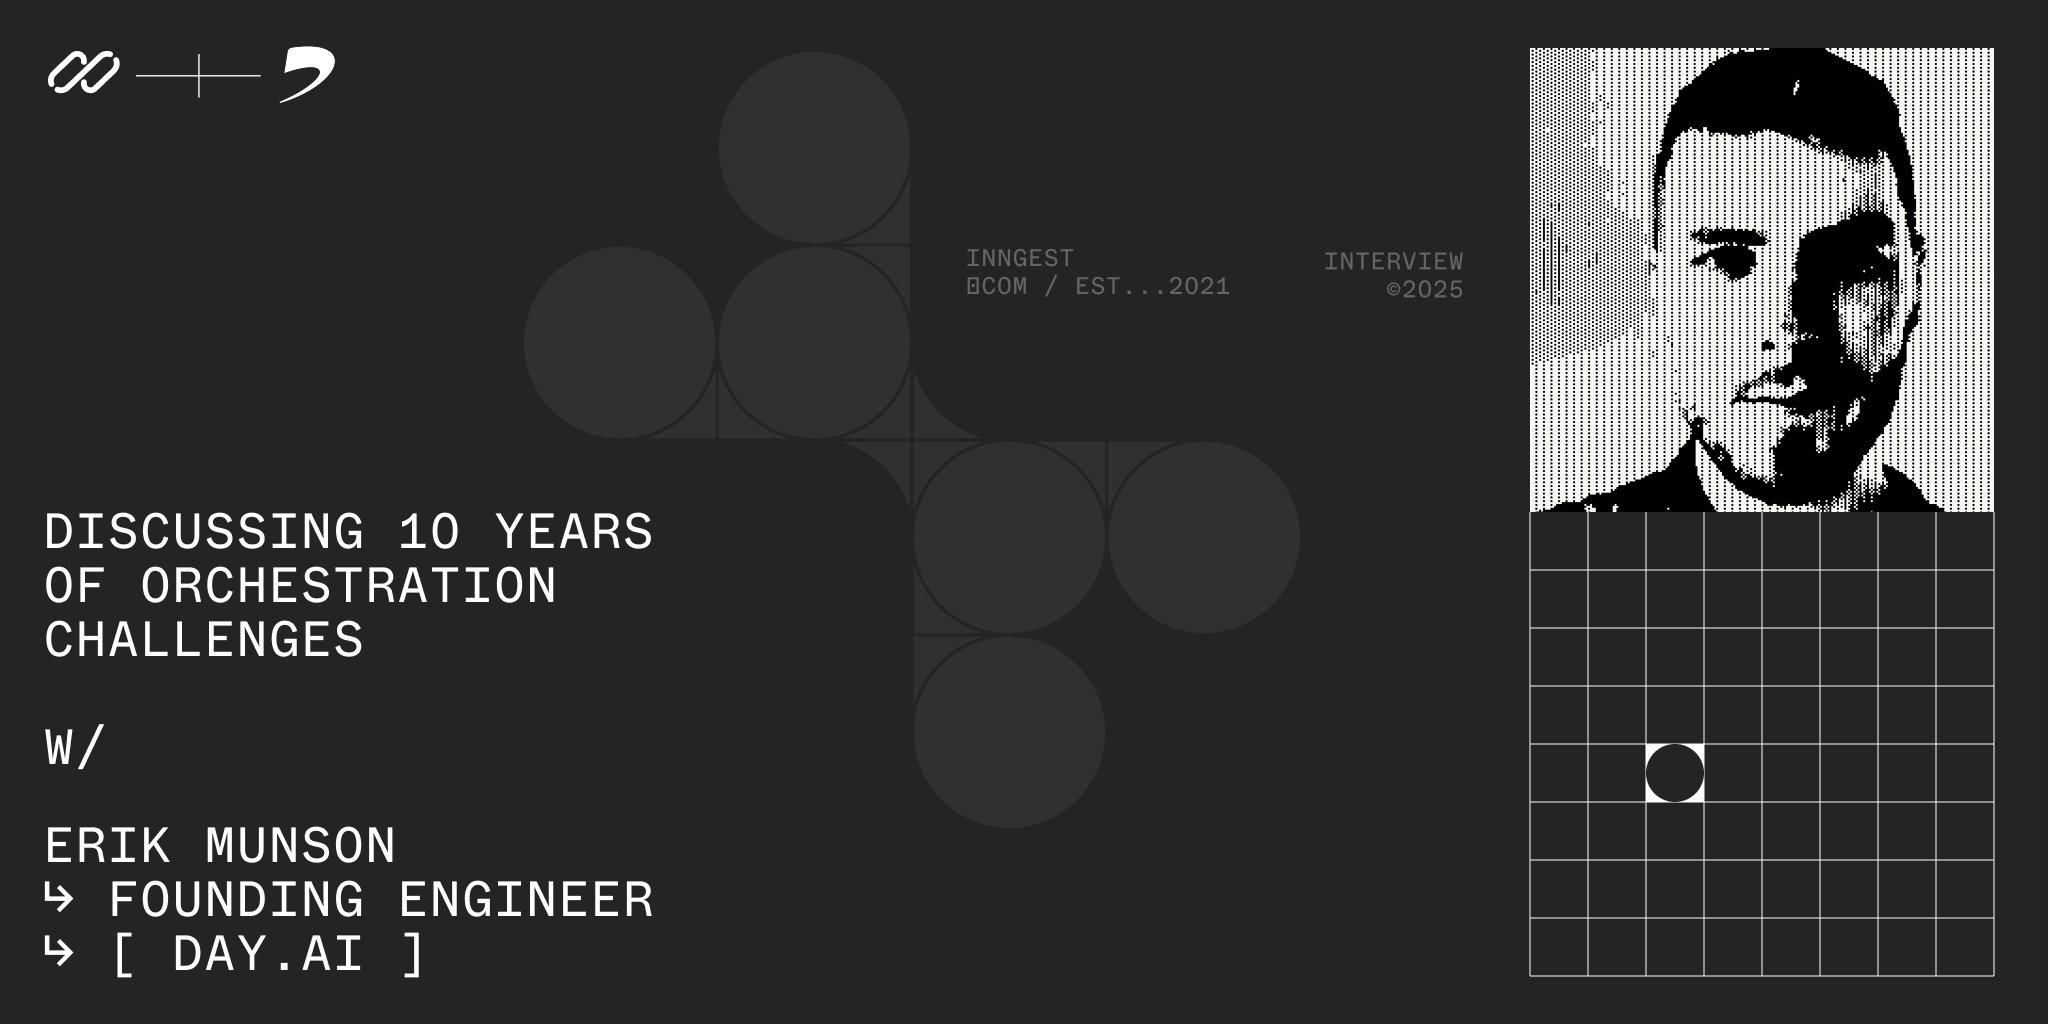 INNGEST
⊡COM / EST...2021
INTERVIEW
©2025
DISCUSSING 10 YEARS
OF ORCHESTRATION
CHALLENGES
W/
ERIK MUNSON
↳ FOUNDING ENGINEER
↳ [ DAY.AI ]